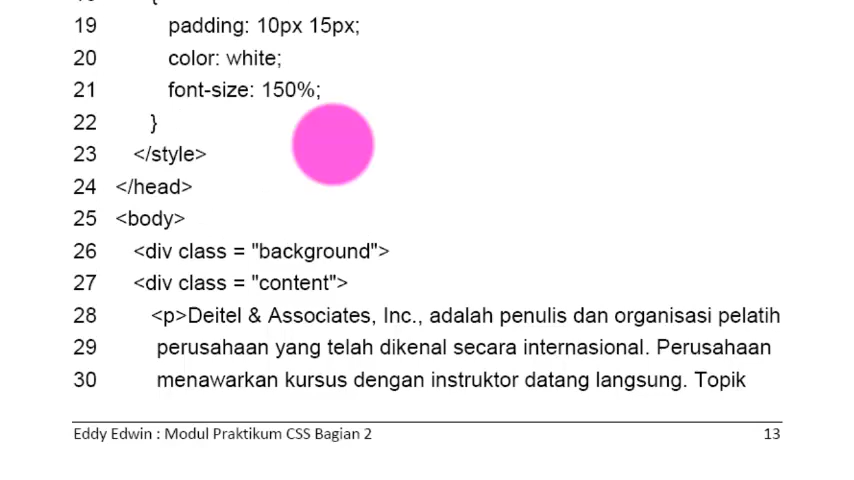 {
19 padding: 10px 15px;
20 color: white;
21 font-size: 150%;
22 }
23 </style>
24 </head>
25 <body>
26 <div class = "background">
27 <div class = "content">
28 <p>Deitel & Associates, Inc., adalah penulis dan organisasi pelatih
29 perusahaan yang telah dikenal secara internasional. Perusahaan
30 menawarkan kursus dengan instruktor datang langsung. Topik
Eddy Edwin : Modul Praktikum CSS Bagian 2 13